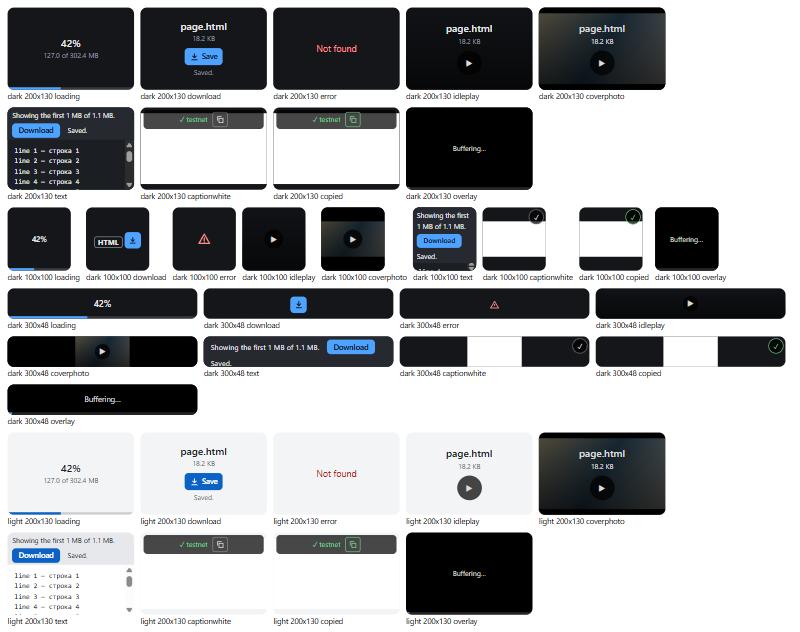 42%
127.0 of 302.4 MB
dark 200x130 loading
page.html
18.2 KB
Save
Saved.
dark 200x130 download
Not found
dark 200x130 error
page.html
18.2 KB
dark 200x130 idleplay
page.html
18.2 KB
dark 200x130 coverphoto
Showing the first 1 MB of 1.1 MB.
Download Saved.
line 1 — строка 1
line 2 — строка 2
line 3 — строка 3
line 4 — строка 4
dark 200x130 text
✓ testnet
dark 200x130 captionwhite
✓ testnet
dark 200x130 copied
Buffering...
dark 200x130 overlay
42%
dark 100x100 loading
HTML
dark 100x100 download
dark 100x100 error
dark 100x100 idleplay
dark 100x100 coverphoto
Showing the first
1 MB of 1.1 MB.
Download
Saved.
dark 100x100 text
dark 100x100 captionwhite
dark 100x100 copied
Buffering...
dark 100x100 overlay
42%
dark 300x48 loading
dark 300x48 download
dark 300x48 error
dark 300x48 idleplay
dark 300x48 coverphoto
Showing the first 1 MB of 1.1 MB. Download
Saved.
dark 300x48 text
dark 300x48 captionwhite
dark 300x48 copied
Buffering...
dark 300x48 overlay
42%
127.0 of 302.4 MB
light 200x130 loading
page.html
18.2 KB
Save
Saved.
light 200x130 download
Not found
light 200x130 error
page.html
18.2 KB
light 200x130 idleplay
page.html
18.2 KB
light 200x130 coverphoto
Showing the first 1 MB of 1.1 MB.
Download Saved.
line 1 — строка 1
line 2 — строка 2
line 3 — строка 3
line 4 — строка 4
light 200x130 text
✓ testnet
light 200x130 captionwhite
✓ testnet
light 200x130 copied
Buffering...
light 200x130 overlay